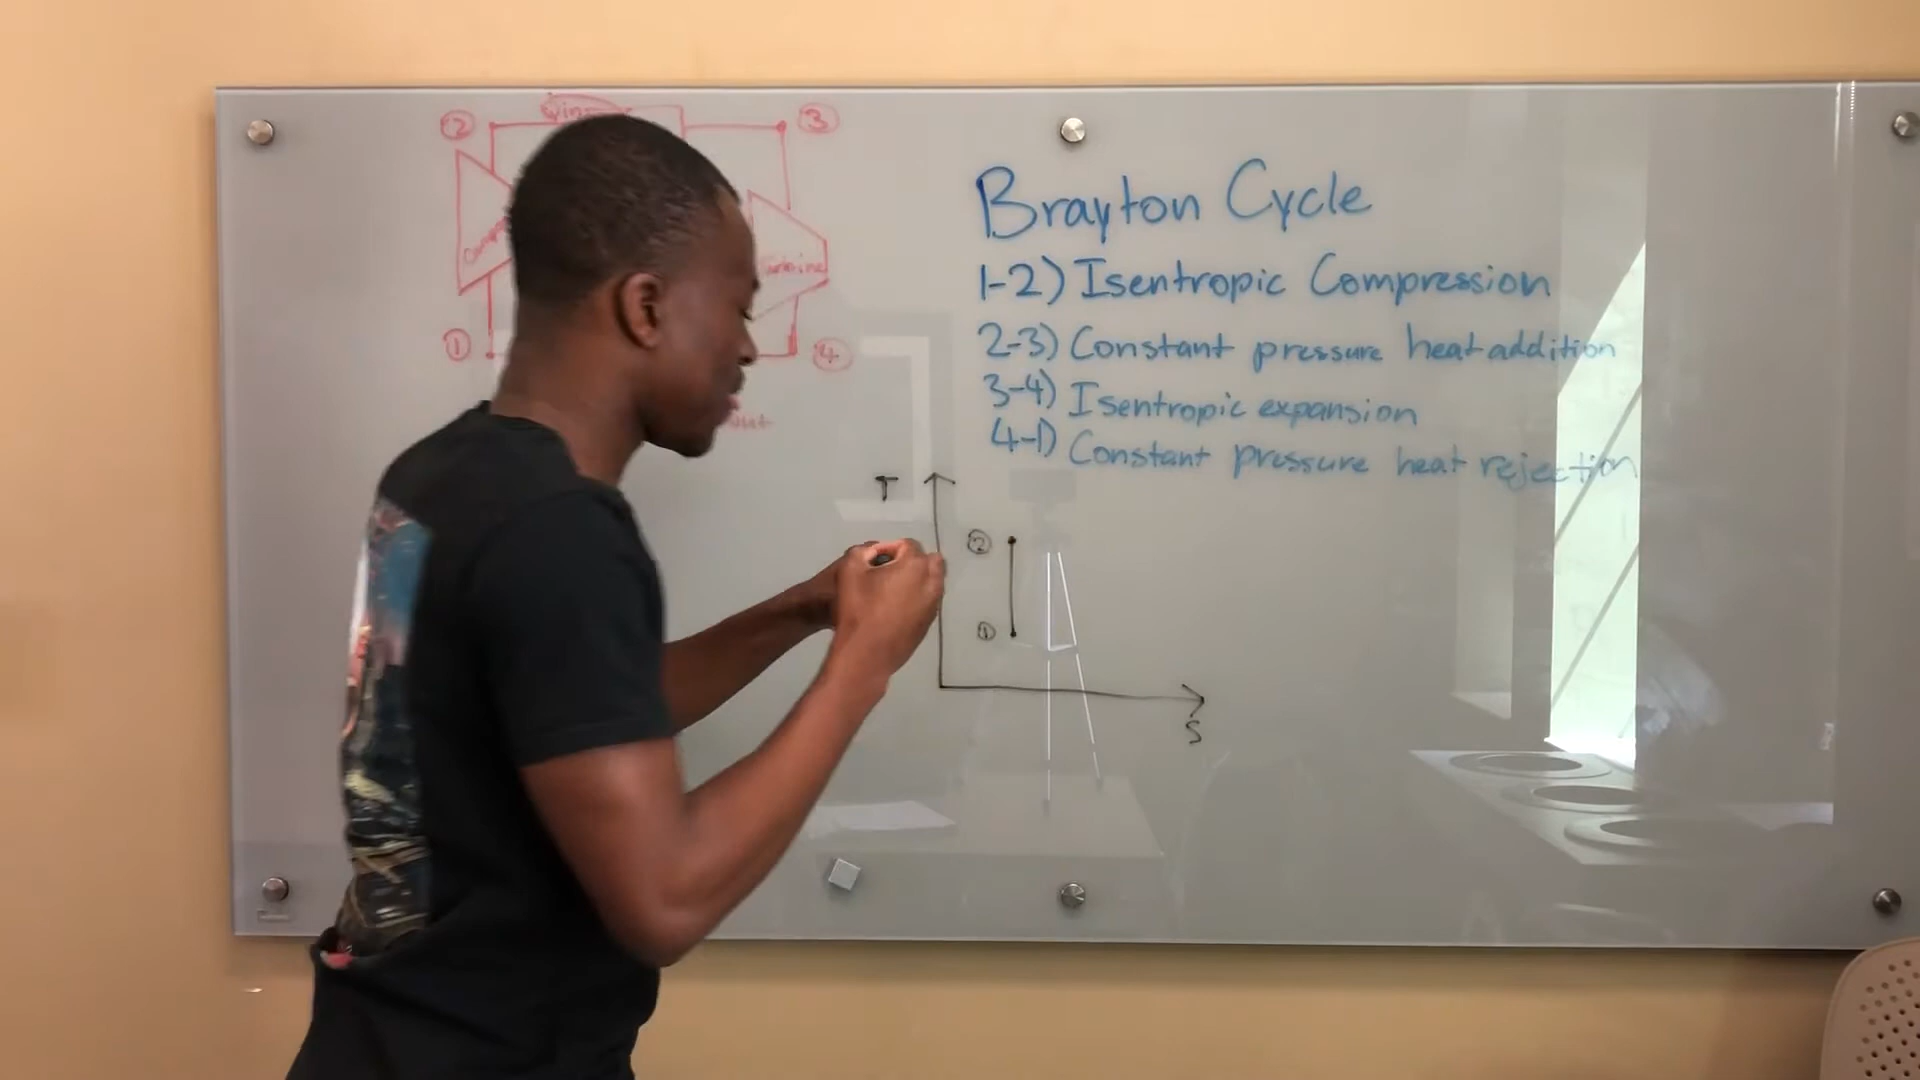 ② qin ③
Turbine
① ④
Brayton Cycle
1-2) Isentropic Compression
2-3) Constant pressure heat addition
3-4) Isentropic expansion
4-1) Constant pressure heat rejection
T
②
①
S